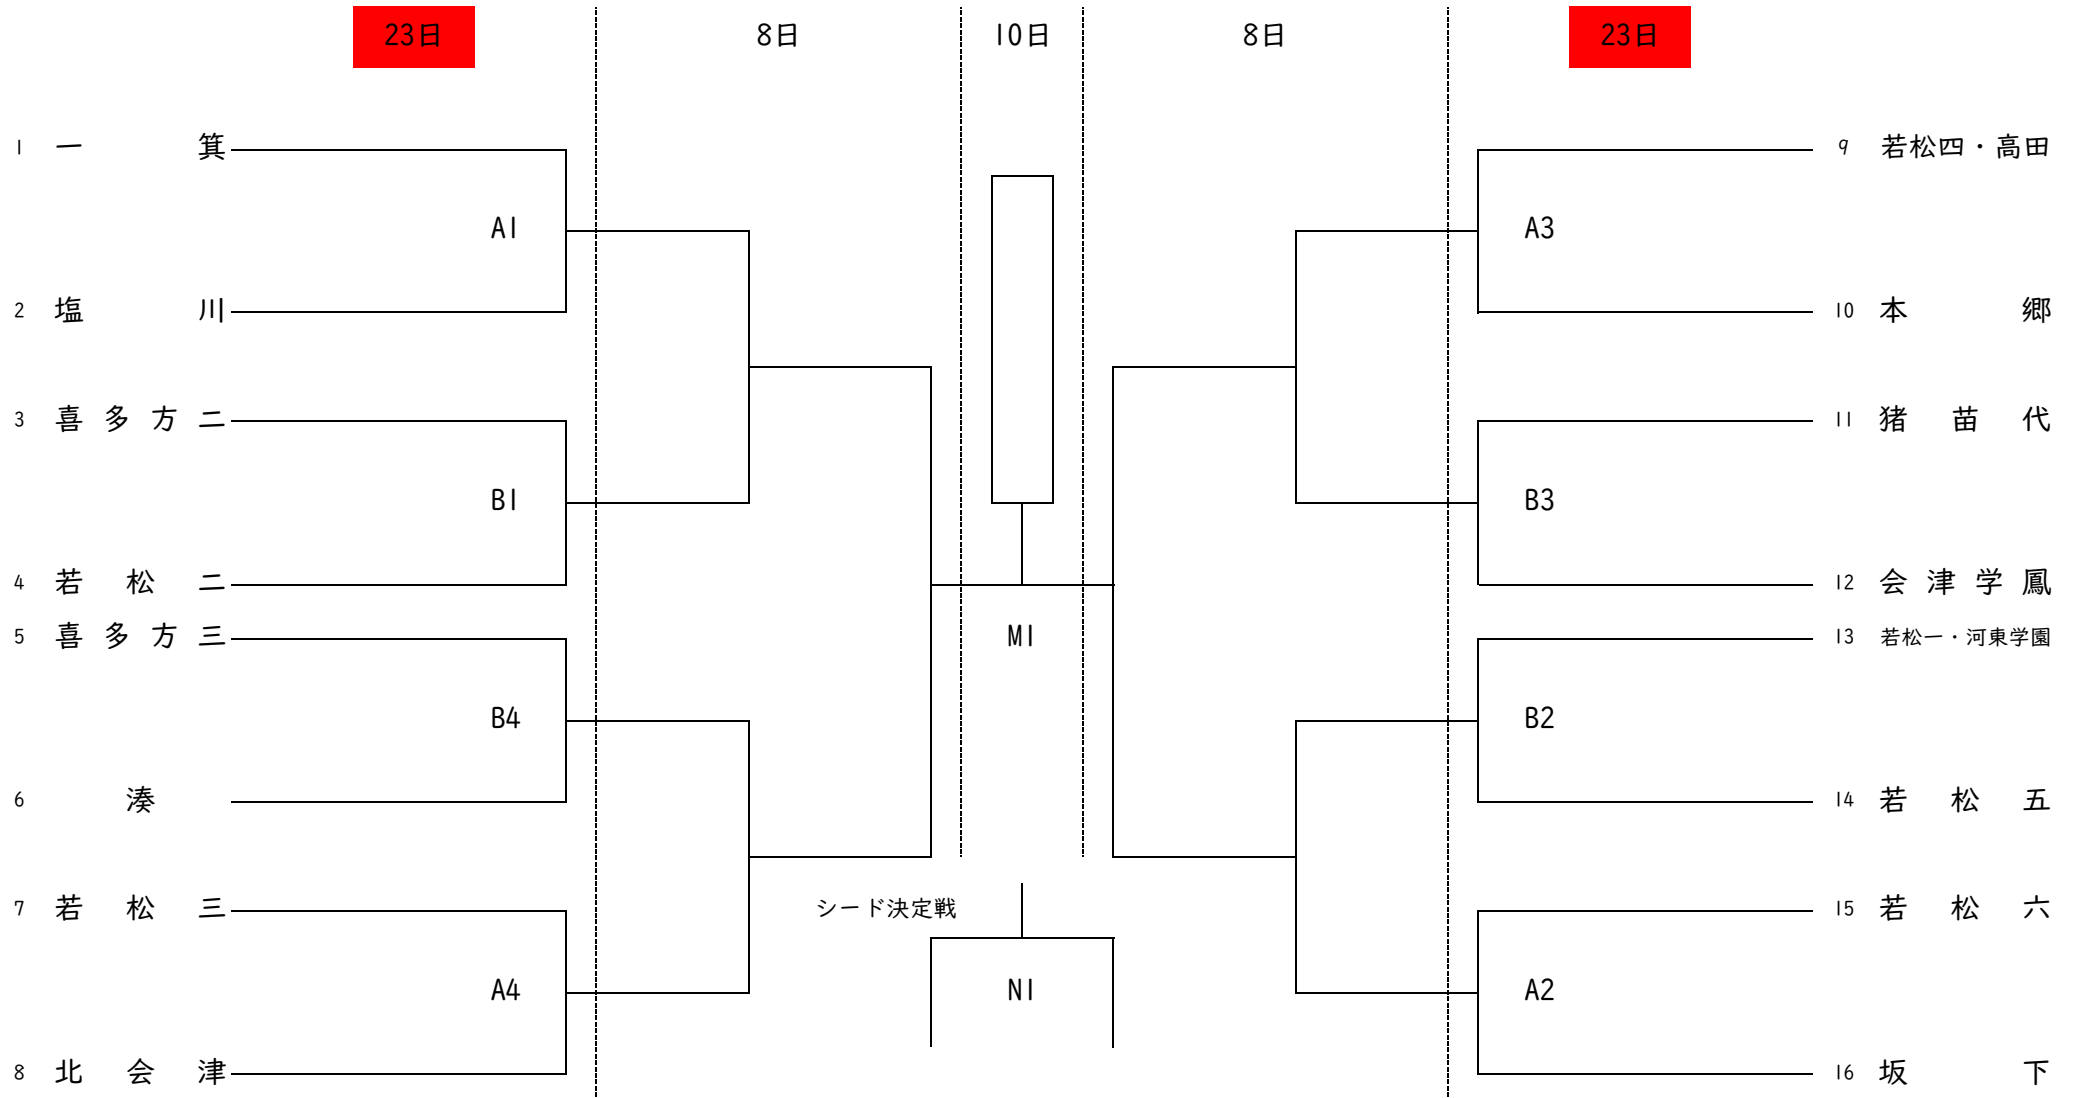 23日 8日 10日 8日 23日
1 一箕 9 若松四・高田
A1 A3
2 塩川 10 本郷
3 喜多方二 11 猪苗代
B1 B3
4 若松二 12 会津学鳳
5 喜多方三 M1 13 若松一・河東学園
B4 B2
6 湊 14 若松五
7 若松三 シード決定戦 15 若松六
A4 N1 A2
8 北会津 16 坂下